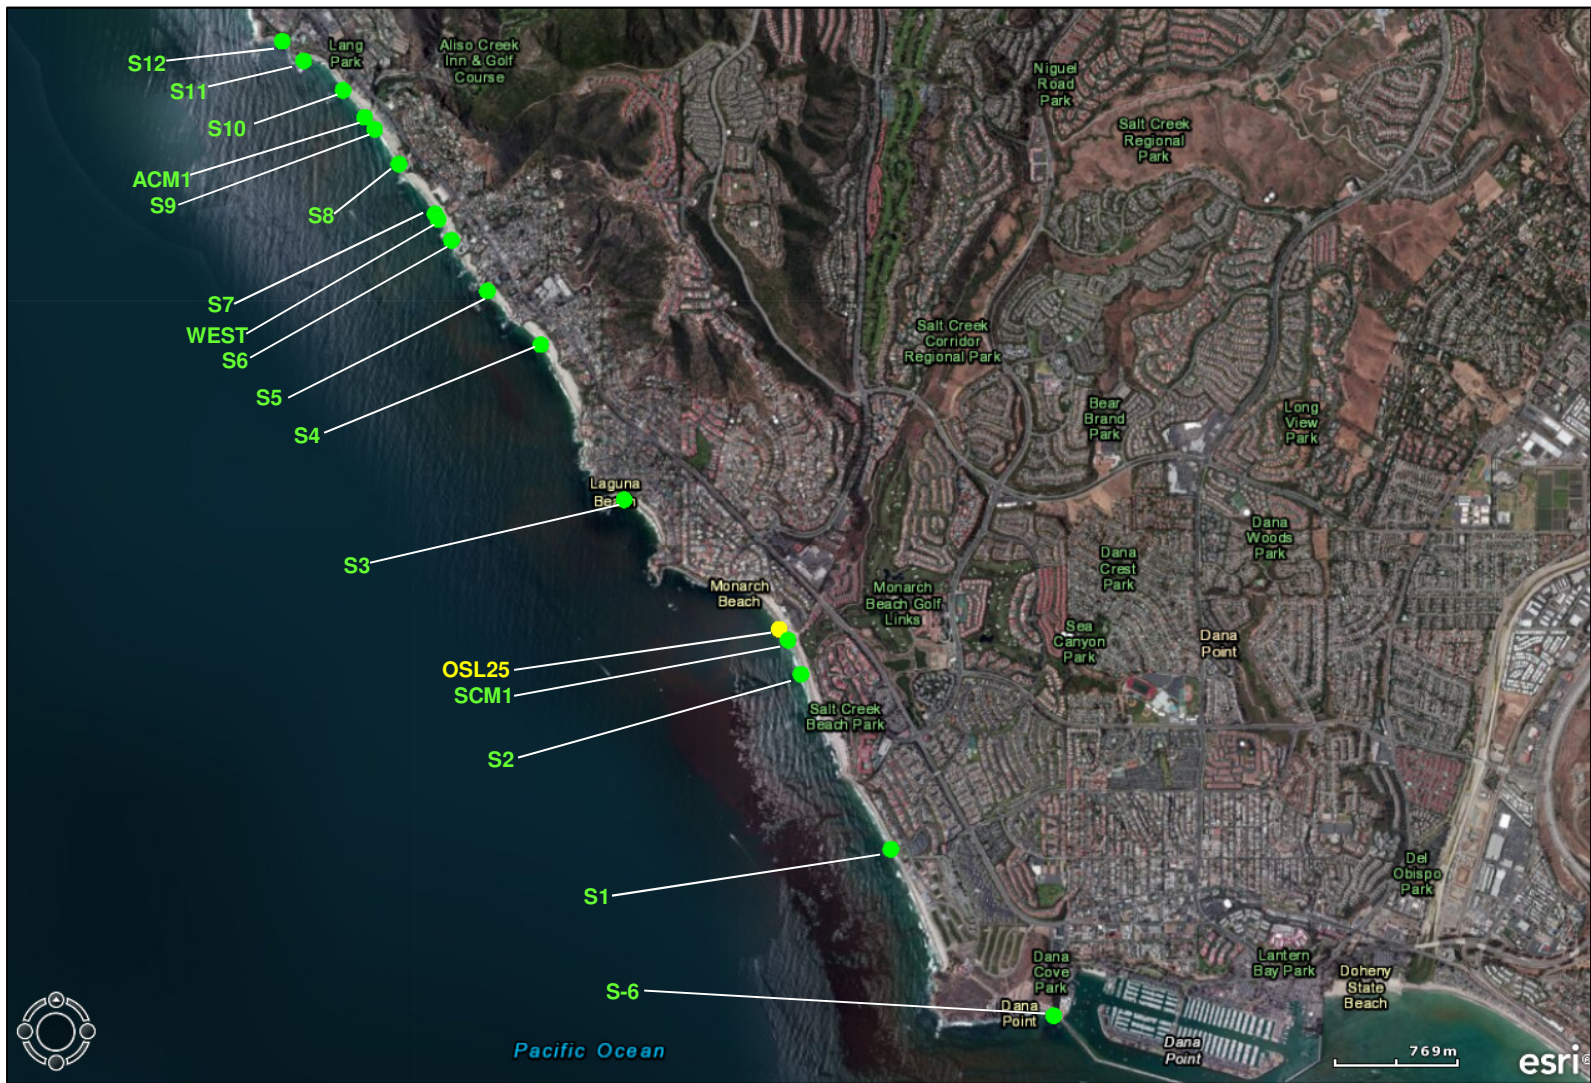 Lang
Park
Aliso Creek
Inn & Golf
Course
S12
S11
S10
ACM1
S9
S8
S7
WEST
S6
S5
S4
Niguel
Road
Park
Salt Creek
Regional
Park
Salt Creek
Corridor
Regional Park
Bear
Brand
Park
Long
View
Park
Laguna
Beach
S3
Dana
Woods
Park
Dana
Crest
Park
Monarch
Beach
Monarch
Beach Golf
Links
Sea
Canyon
Park
Dana
Point
OSL25
SCM1
S2
Salt Creek
Beach Park
S1
Del
Obispo
Park
S-6
Dana
Cove
Park
Lantern
Bay Park
Doheny
State
Beach
Dana
Point
Dana
Point
Pacific Ocean
769m
esri